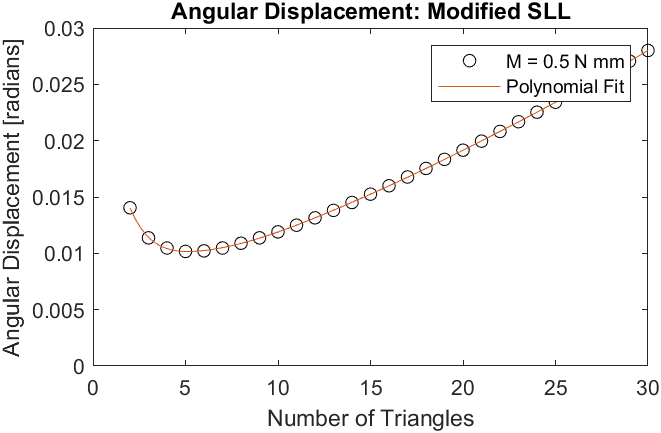 Angular Displacement: Modified SLL
Angular Displacement [radians]
0.03
0.025
0.02
0.015
0.01
0.005
0
M = 0.5 N mm
Polynomial Fit
0 5 10 15 20 25 30
Number of Triangles